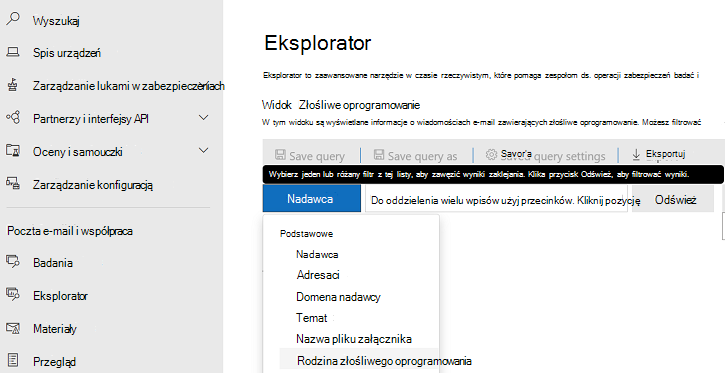 Wyszukaj
Spis urządzeń
Zarządzanie lukami w zabezpieczeniach
Partnerzy i interfejsy API
Oceny i samouczki
Zarządzanie konfiguracją
Poczta e-mail i współpraca
Badania
Eksplorator
Materiały
Przegląd
Eksplorator
Eksplorator to zaawansowane narzędzie w czasie rzeczywistym, które pomaga zespołom ds. operacji zabezpieczeń badać i
Widok Złośliwe oprogramowanie
W tym widoku są wyświetlane informacje o wiadomościach e-mail zawierających złośliwe oprogramowanie. Możesz filtrować
Save query Save query as query settings Eksportuj
Wybierz jeden lub różany filtr z tej listy, aby zawęzić wyniki zaklejania. Klika przycisk Odśwież, aby filtrować wyniki.
Nadawca Do oddzielenia wielu wpisów użyj przecinków. Kliknij pozycję Odśwież
Podstawowe
Nadawca
Adresaci
Domena nadawcy
Temat
Nazwa pliku załącznika
Rodzina złośliwego oprogramowania